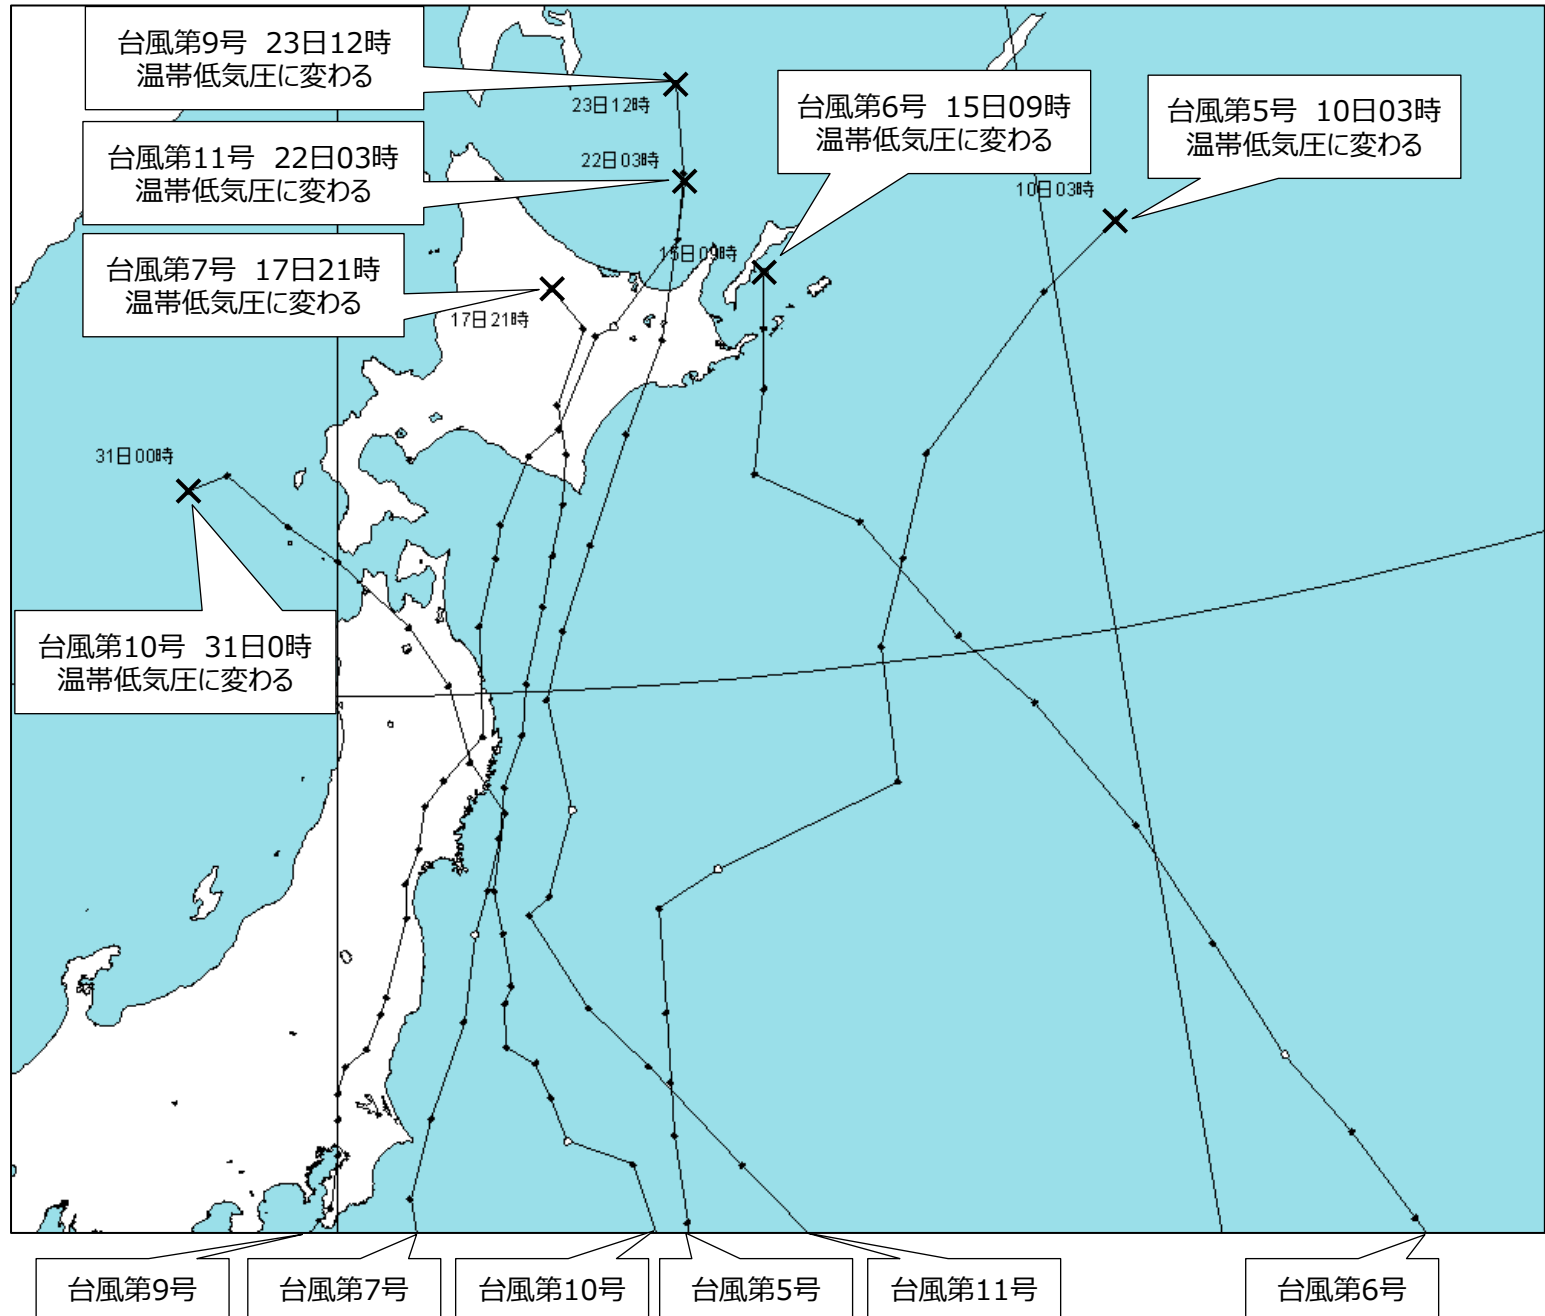 台風第9号 23日12時
温帯低気圧に変わる
23日12時
台風第6号 15日09時
温帯低気圧に変わる
台風第5号 10日03時
温帯低気圧に変わる
台風第11号 22日03時
温帯低気圧に変わる
22日03時
10日03時
台風第7号 17日21時
温帯低気圧に変わる
15日09時
17日21時
31日00時
台風第10号 31日0時
温帯低気圧に変わる
台風第9号
台風第7号
台風第10号
台風第5号
台風第11号
台風第6号